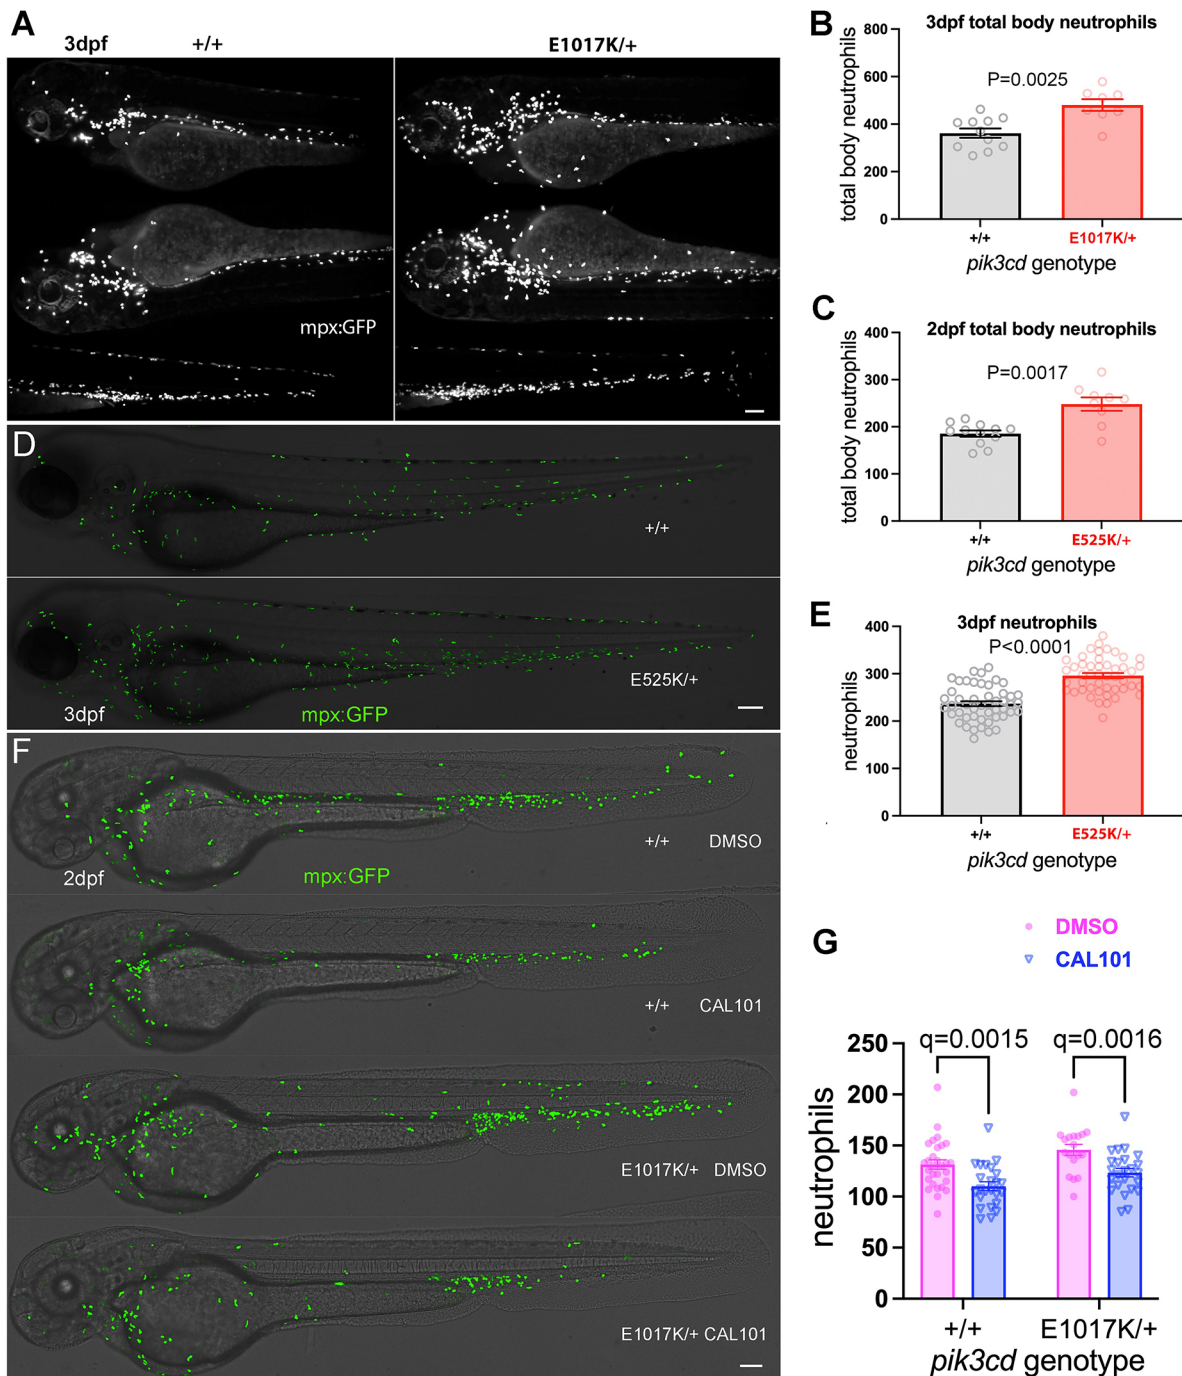 A
3dpf
+/+
E1017K/+
mpx:GFP
B
3dpf total body neutrophils
total body neutrophils
800
600
400
200
0
P=0.0025
+/+
E1017K/+
pik3cd genotype
C
2dpf total body neutrophils
total body neutrophils
400
300
200
100
0
P=0.0017
+/+
E525K/+
pik3cd genotype
D
+/+
E525K/+
3dpf
mpx:GFP
E
3dpf neutrophils
P<0.0001
neutrophils
400
300
200
100
0
+/+
E525K/+
pik3cd genotype
F
+/+ DMSO
2dpf
mpx:GFP
+/+ CAL101
E1017K/+ DMSO
E1017K/+ CAL101
G
DMSO
CAL101
q=0.0015
q=0.0016
neutrophils
250
200
150
100
50
0
+/+
E1017K/+
pik3cd genotype